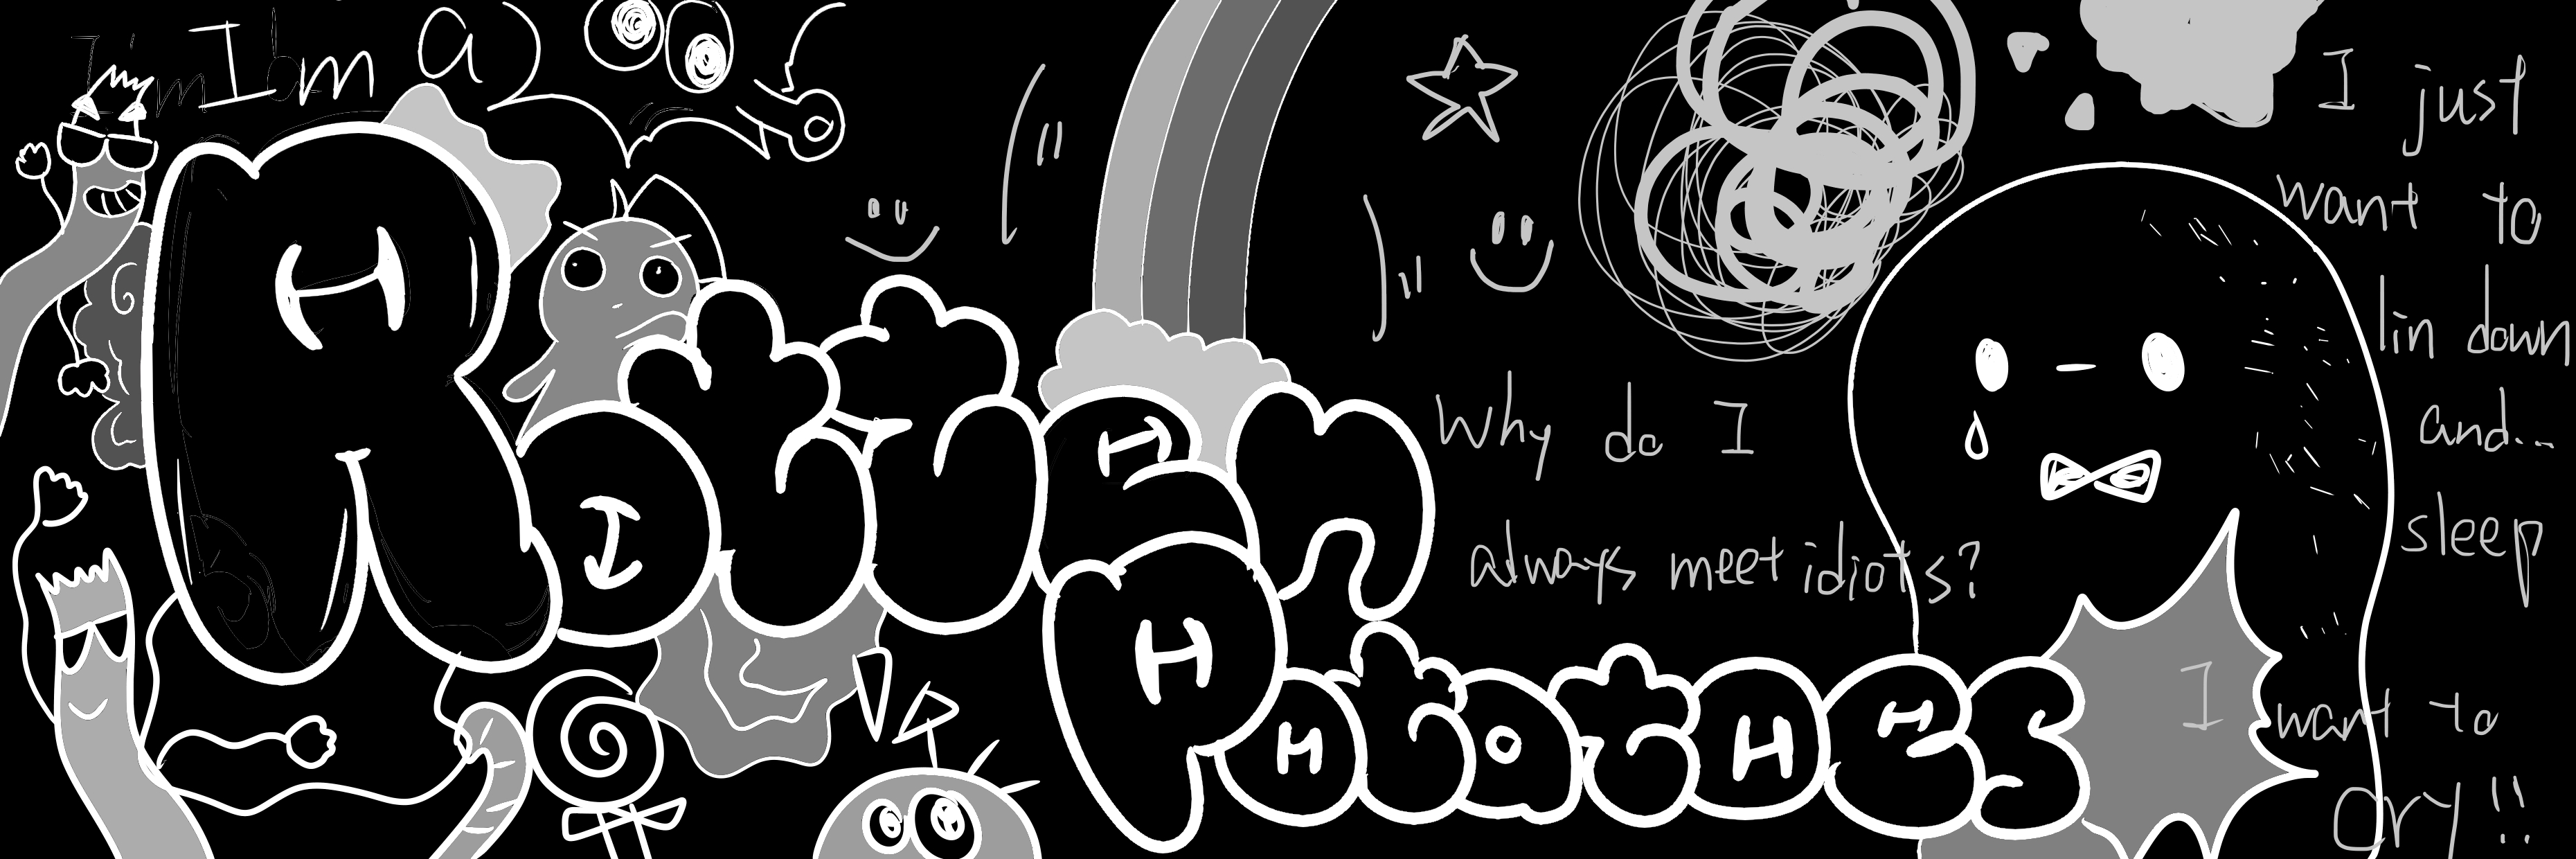 I'm a
Rotten
Potatoes
Why do I
always meet idiots?
I just
want to
lin down
and...
sleep
I want to
cry!!